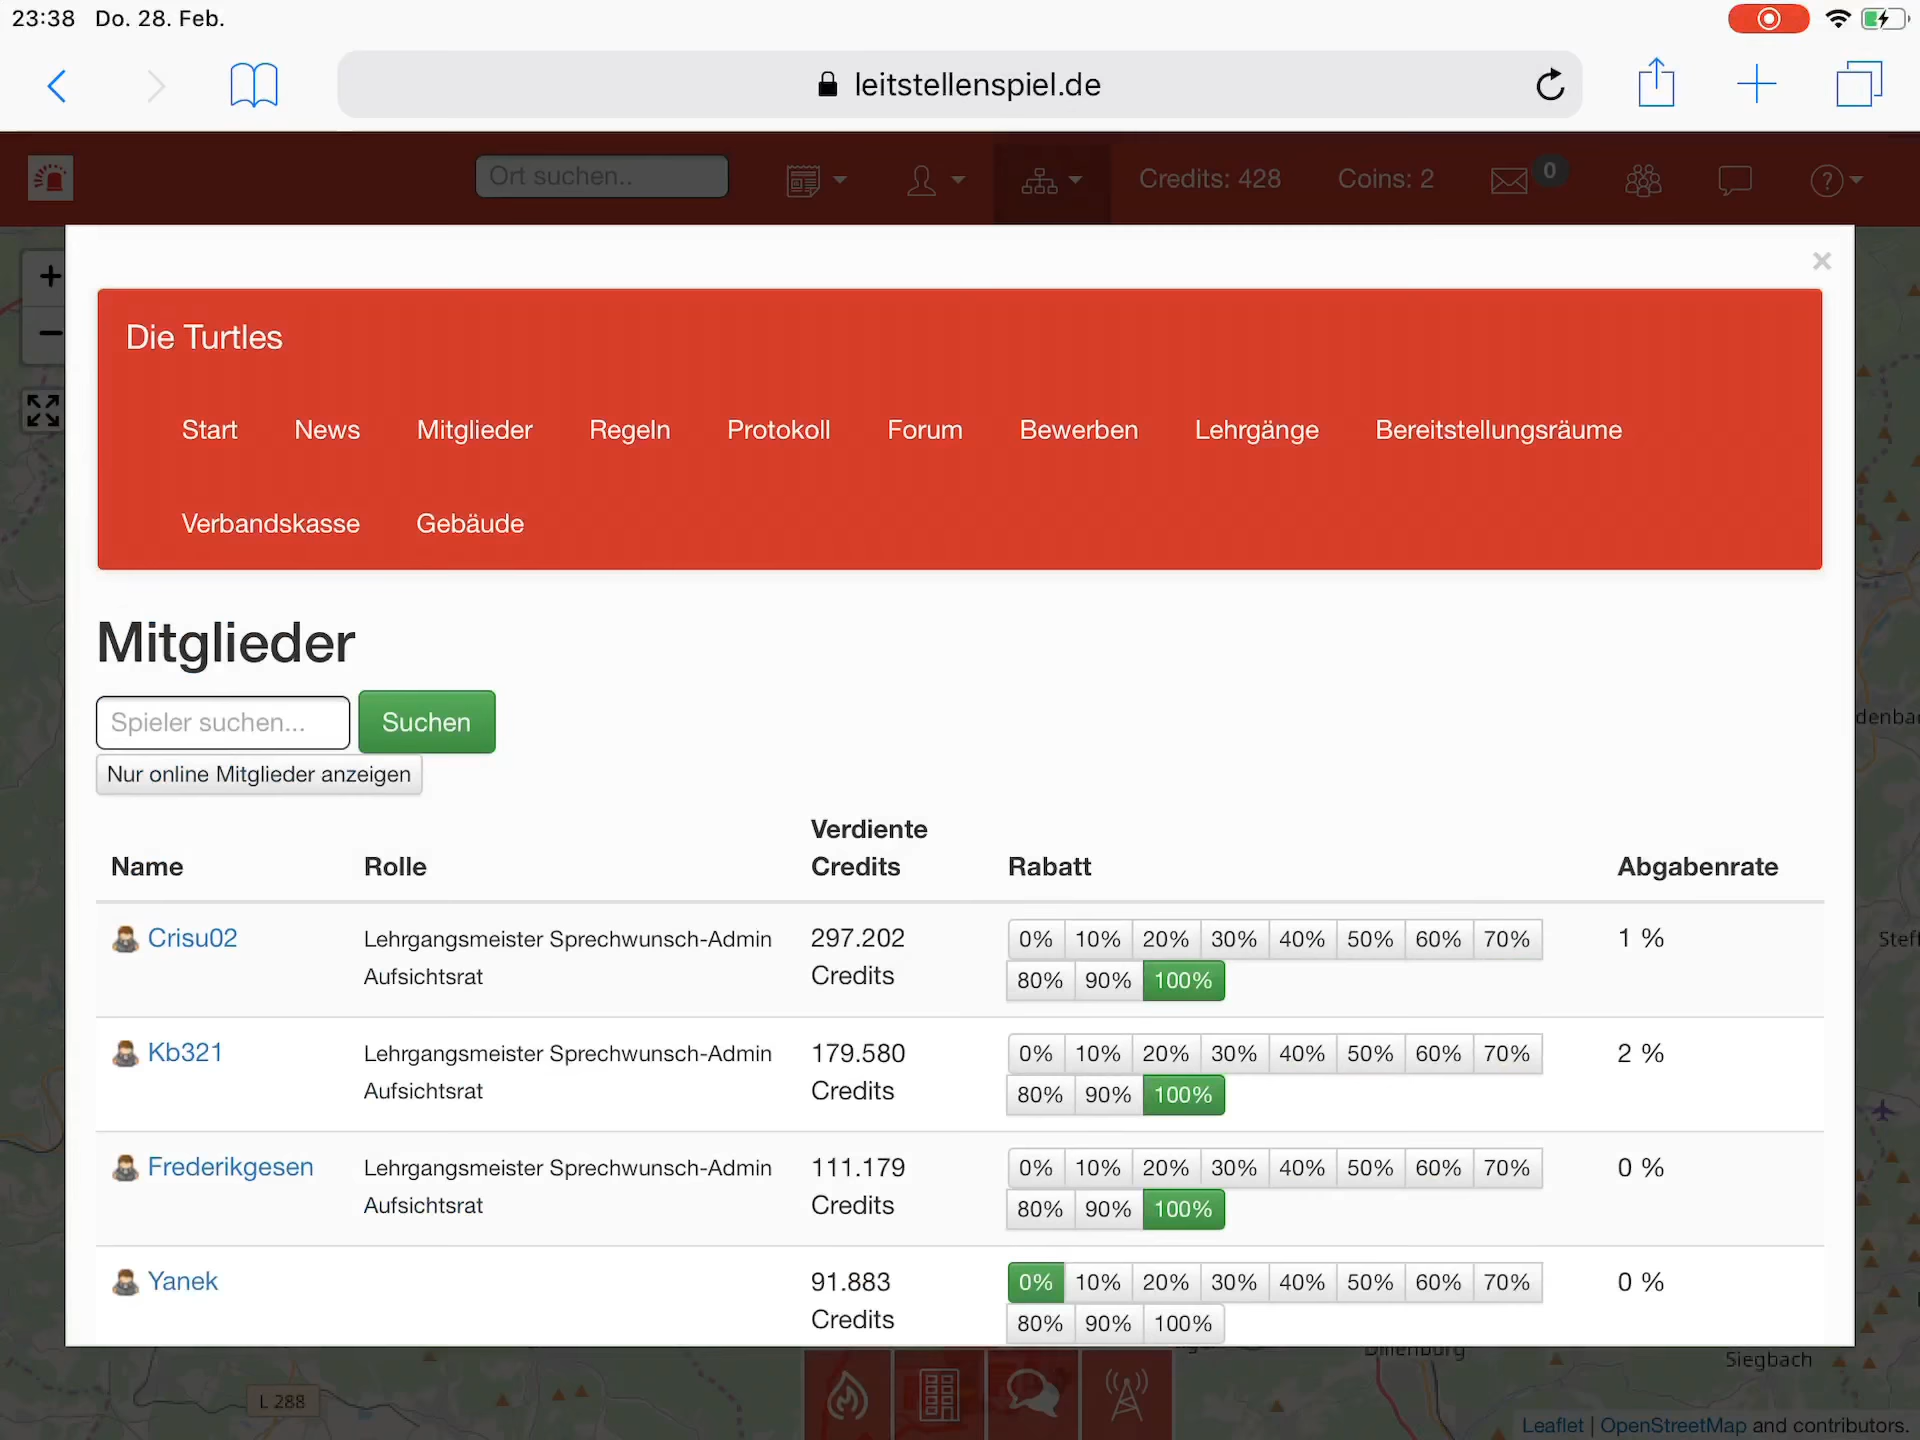 23:38 Do. 28. Feb.
leitstellenspiel.de
Ort suchen..
Credits: 428
Coins: 2
0
Die Turtles
Start News Mitglieder Regeln Protokoll Forum Bewerben Lehrgänge Bereitstellungsräume
Verbandskasse Gebäude
Mitglieder
Spieler suchen... Suchen
Nur online Mitglieder anzeigen
Name Rolle Verdiente Credits Rabatt Abgabenrate
Crisu02 Lehrgangsmeister Sprechwunsch-Admin 297.202 0% 10% 20% 30% 40% 50% 60% 70% 1 %
Aufsichtsrat Credits 80% 90% 100%
Kb321 Lehrgangsmeister Sprechwunsch-Admin 179.580 0% 10% 20% 30% 40% 50% 60% 70% 2 %
Aufsichtsrat Credits 80% 90% 100%
Frederikgesen Lehrgangsmeister Sprechwunsch-Admin 111.179 0% 10% 20% 30% 40% 50% 60% 70% 0 %
Aufsichtsrat Credits 80% 90% 100%
Yanek 91.883 0% 10% 20% 30% 40% 50% 60% 70% 0 %
Credits 80% 90% 100%
Siegbach
L 288
Leaflet | OpenStreetMap and contributors.